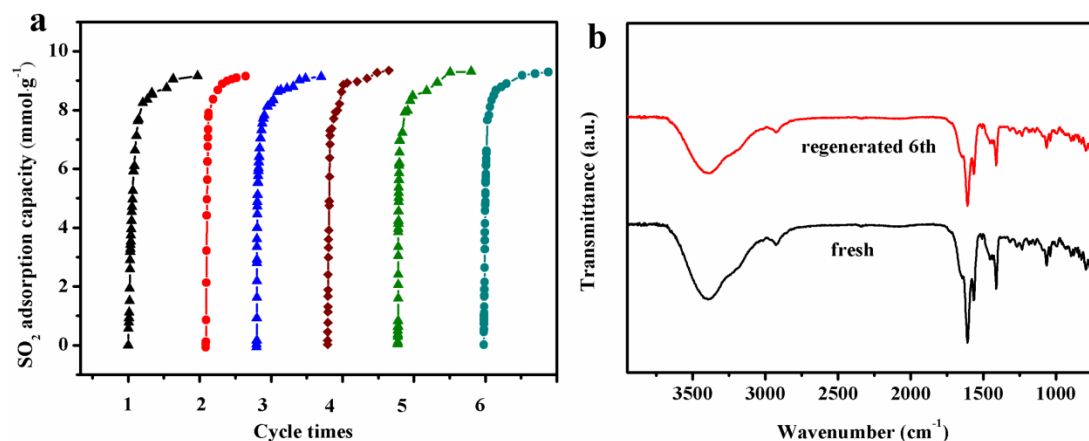 a
SO2 adsorption capacity (mmol·g-1)
10
8
6
4
2
0
1 2 3 4 5 6
Cycle times
b
Transmittance (a.u.)
regenerated 6th
fresh
3500 3000 2500 2000 1500 1000
Wavenumber (cm-1)